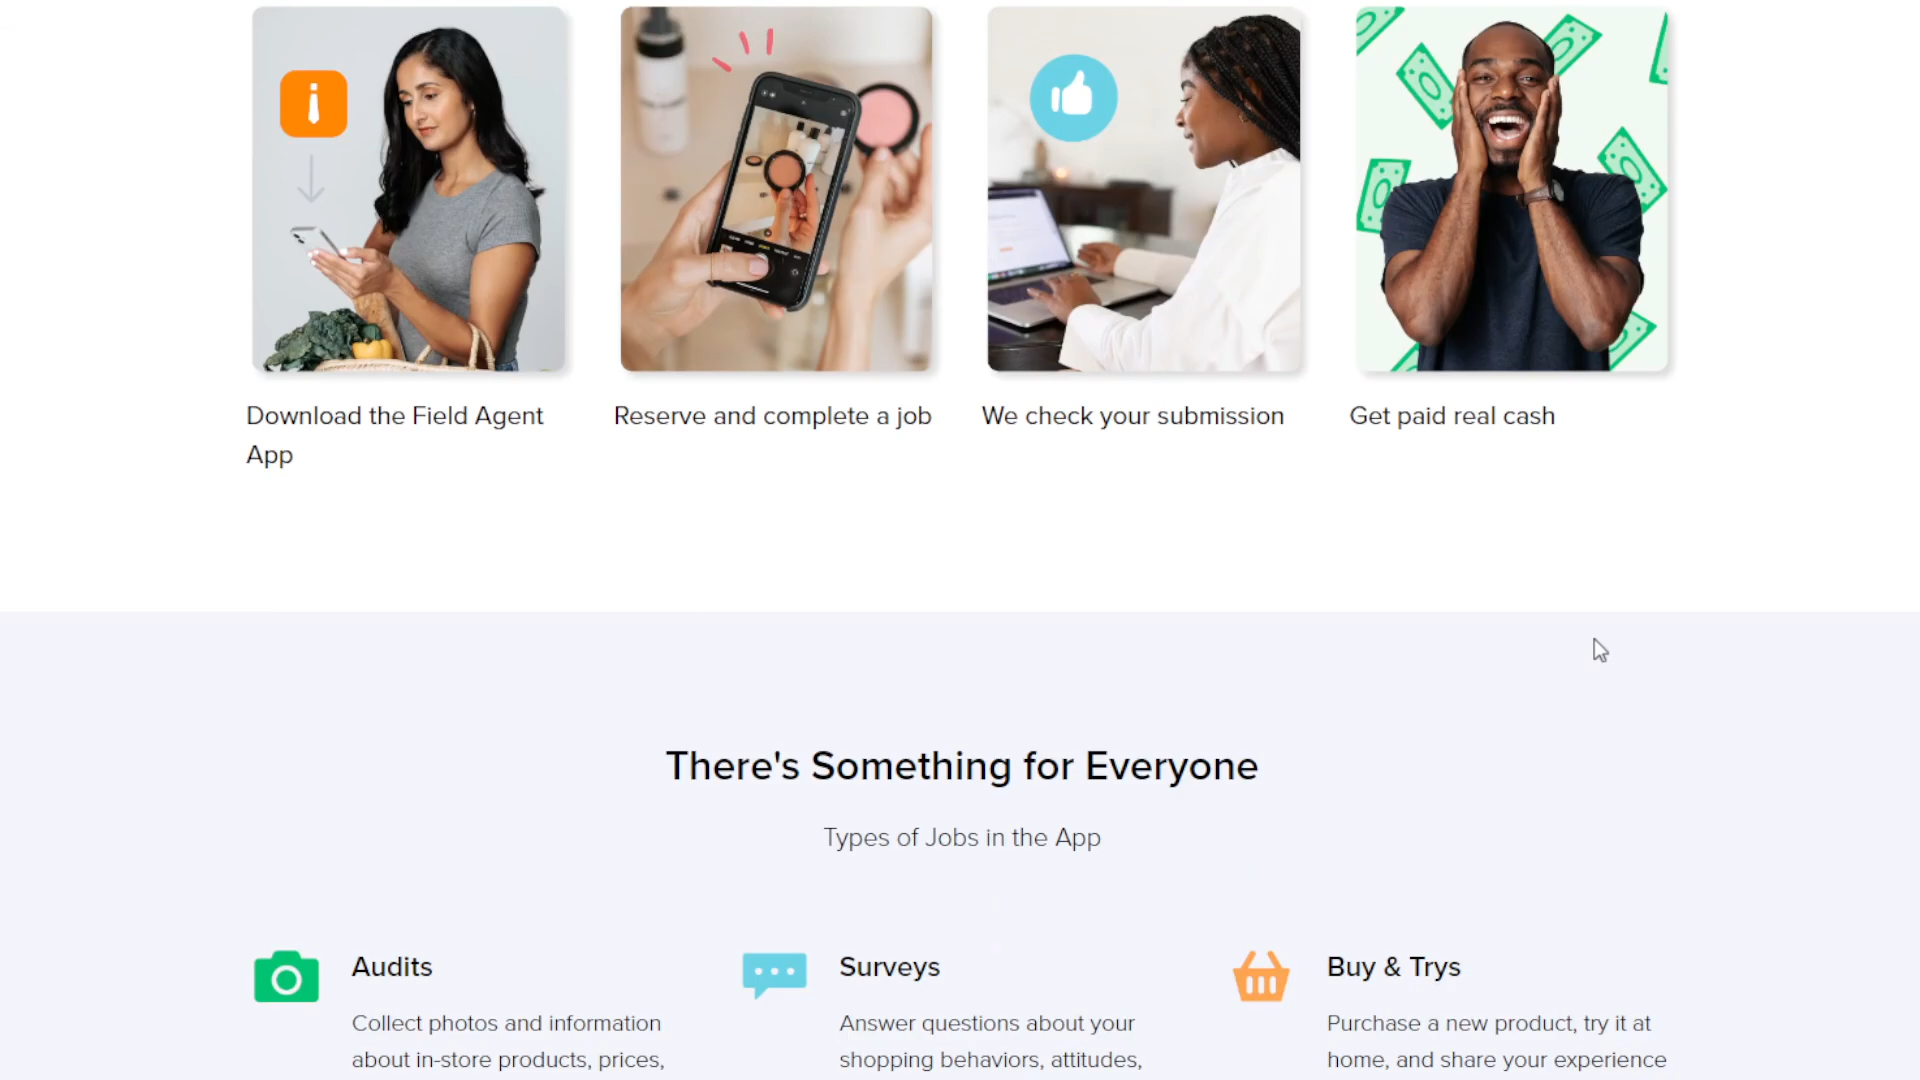 Download the Field Agent
App
Reserve and complete a job
We check your submission
Get paid real cash
There's Something for Everyone
Types of Jobs in the App
Audits
Collect photos and information
about in-store products, prices,
Surveys
Answer questions about your
shopping behaviors, attitudes,
Buy & Trys
Purchase a new product, try it at
home, and share your experience